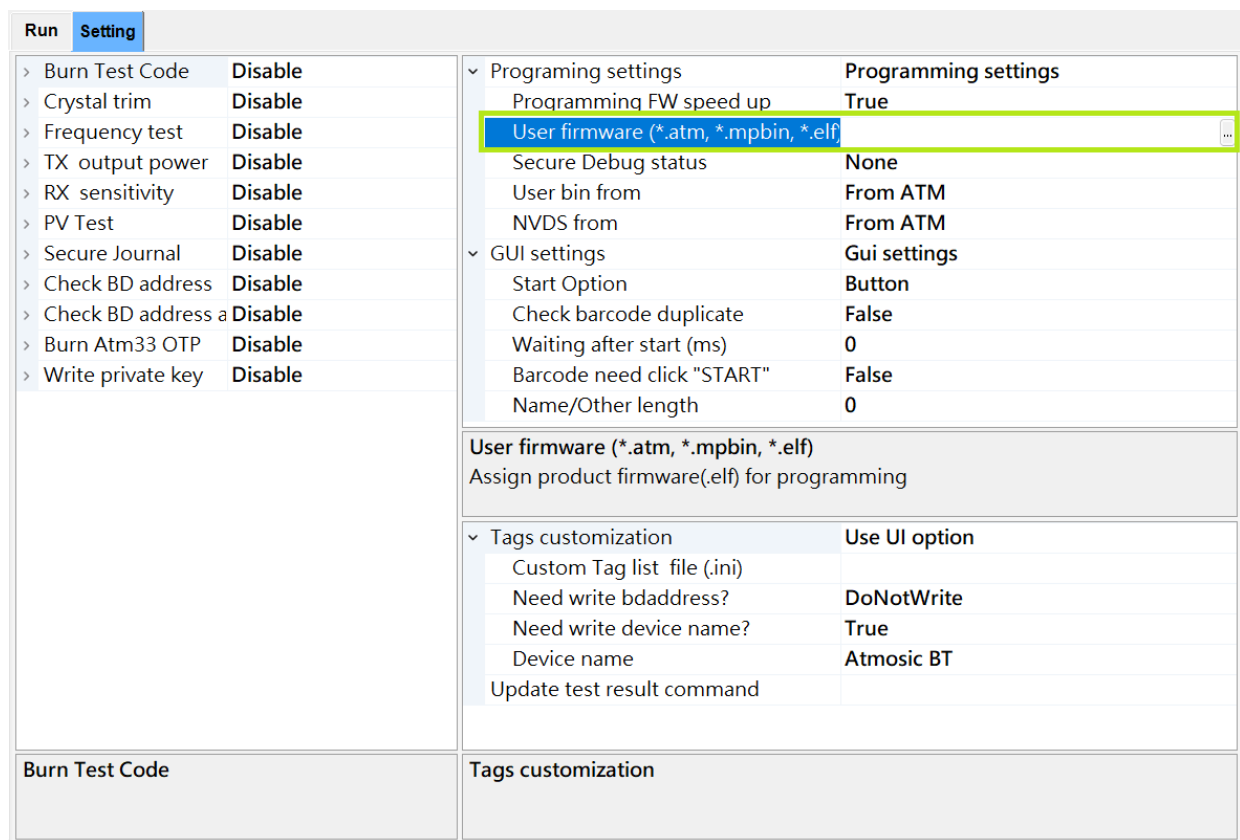 Run Setting
Burn Test Code Disable
Crystal trim Disable
Frequency test Disable
TX output power Disable
RX sensitivity Disable
PV Test Disable
Secure Journal Disable
Check BD address Disable
Check BD address a Disable
Burn Atm33 OTP Disable
Write private key Disable
Burn Test Code
Programing settings Programming settings
Programming FW speed up True
User firmware (*.atm, *.mpbin, *.elf) ...
Secure Debug status None
User bin from From ATM
NVDS from From ATM
GUI settings Gui settings
Start Option Button
Check barcode duplicate False
Waiting after start (ms) 0
Barcode need click "START" False
Name/Other length 0
User firmware (*.atm, *.mpbin, *.elf)
Assign product firmware(.elf) for programming
Tags customization Use UI option
Custom Tag list file (.ini)
Need write bdaddress? DoNotWrite
Need write device name? True
Device name Atmosic BT
Update test result command
Tags customization